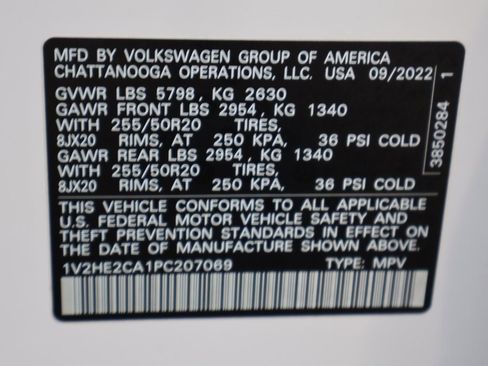 MFD BY VOLKSWAGEN GROUP OF AMERICA
CHATTANOOGA OPERATIONS, LLC. USA 09/2022
GVWR LBS 5798, KG 2630
GAWR FRONT LBS 2954, KG 1340
WITH 255/50R20 TIRES,
8JX20 RIMS, AT 250 KPA, 36 PSI COLD
GAWR REAR LBS 2954, KG 1340
WITH 255/50R20 TIRES,
8JX20 RIMS, AT 250 KPA, 36 PSI COLD
THIS VEHICLE CONFORMS TO ALL APPLICABLE
U.S. FEDERAL MOTOR VEHICLE SAFETY AND
THEFT PREVENTION STANDARDS IN EFFECT ON
THE DATE OF MANUFACTURE SHOWN ABOVE.
1V2HE2CA1PC207069 TYPE: MPV
3850284 1